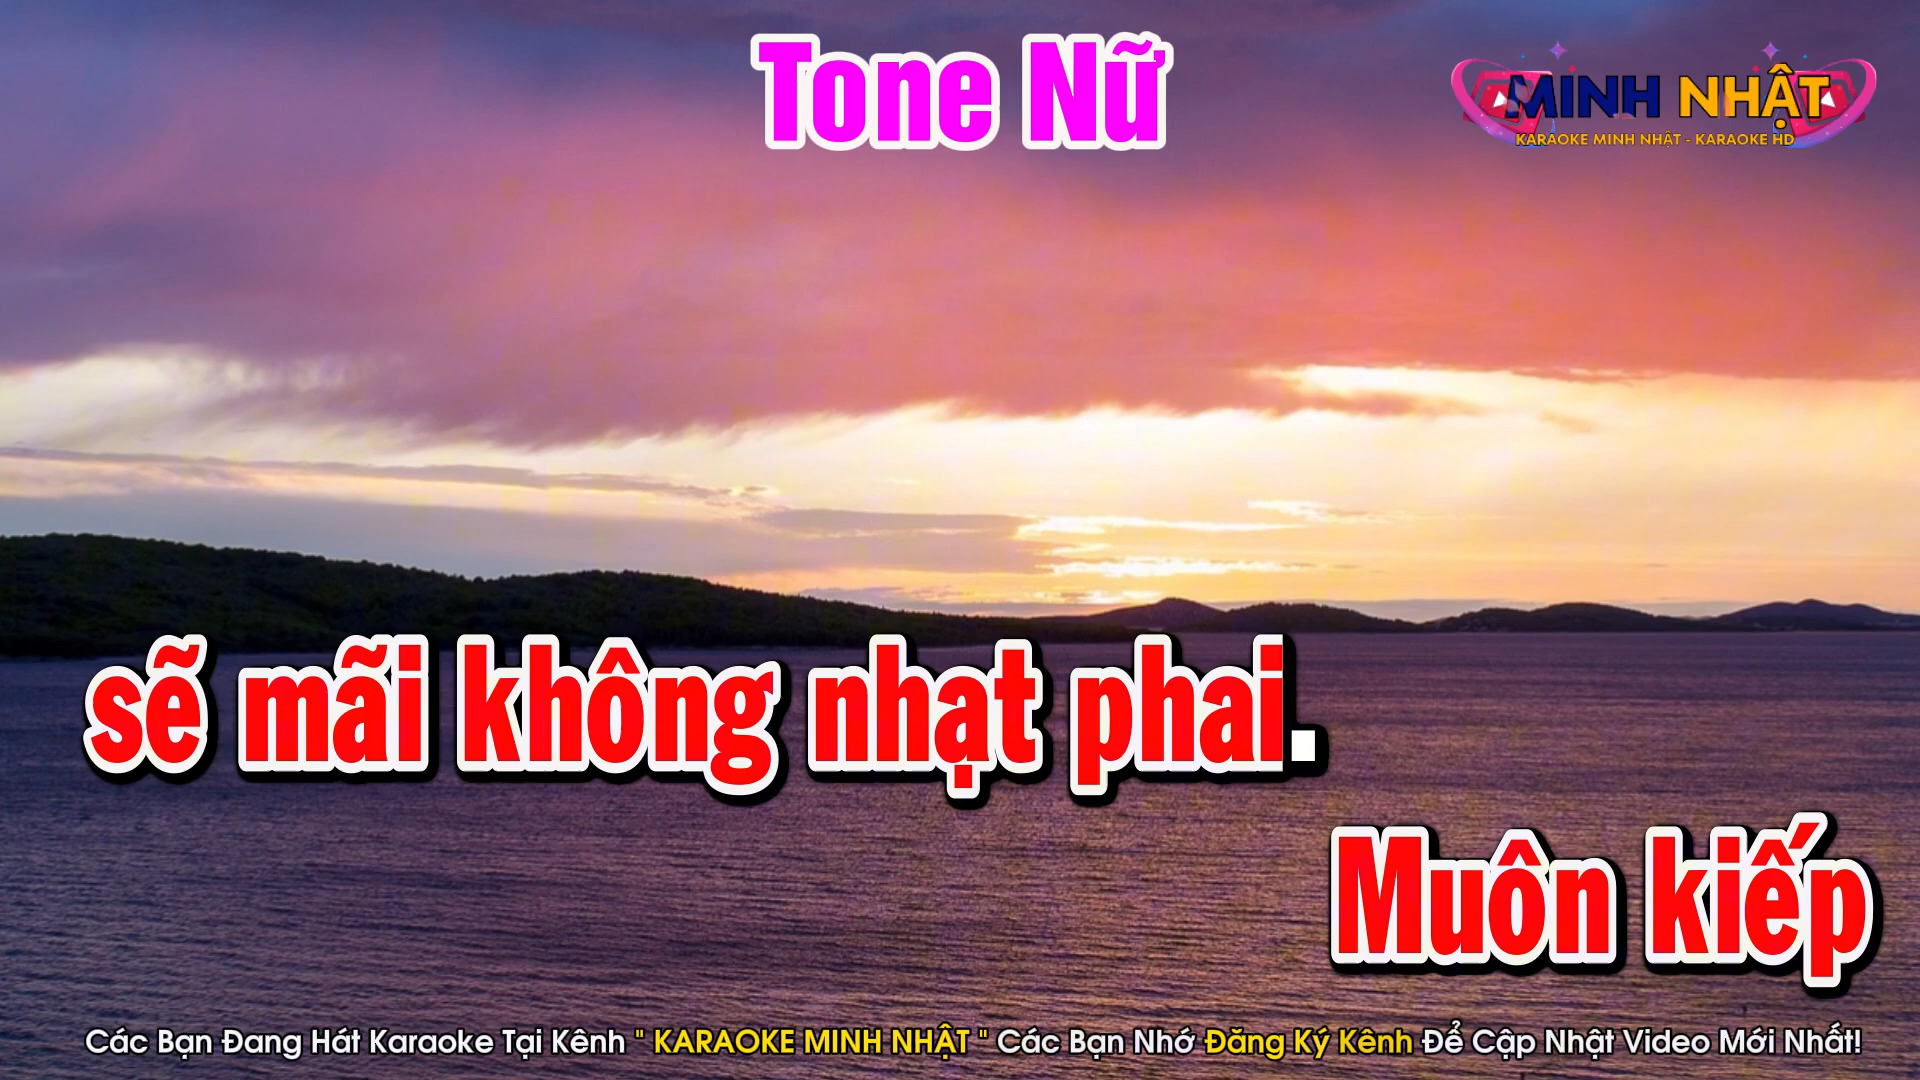 Tone Nữ
MINH NHẬT
KARAOKE MINH NHẬT - KARAOKE HD
sẽ mãi không nhạt phai.
Muôn kiếp
Các Bạn Đang Hát Karaoke Tại Kênh " KARAOKE MINH NHẬT " Các Bạn Nhớ Đăng Ký Kênh Để Cập Nhật Video Mới Nhất!